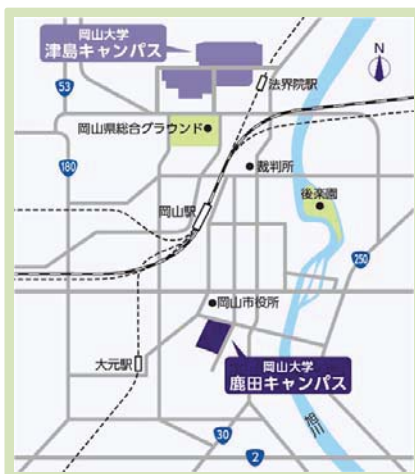 岡山大学
津島キャンパス
N
53
法界院駅
岡山県総合グラウンド
180
裁判所
岡山駅
後楽園
250
岡山市役所
大元駅
岡山大学
鹿田キャンパス
旭川
30
2